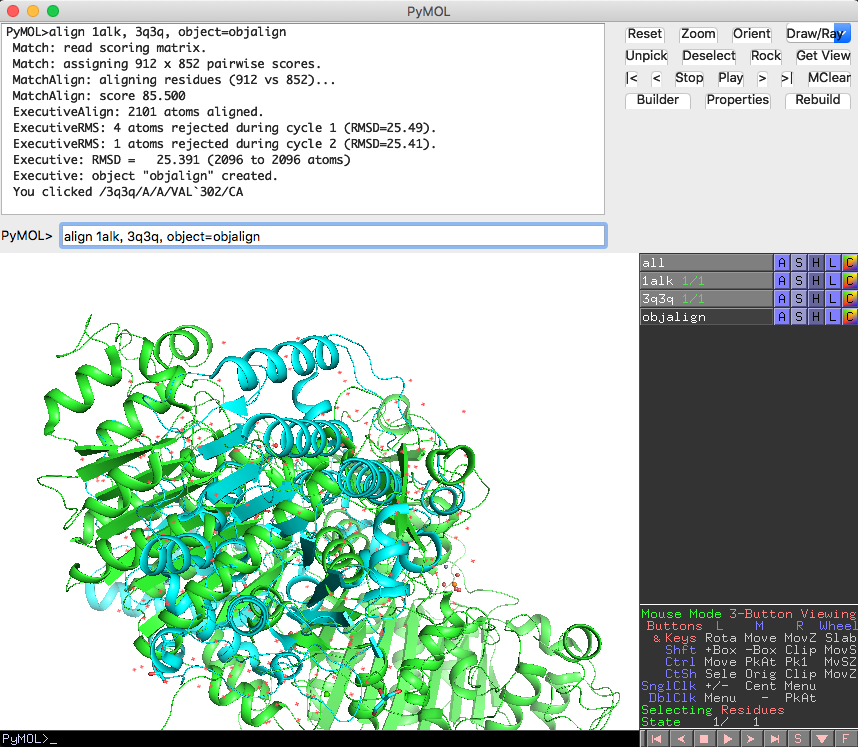 PyMOL
PyMOL>align 1alk, 3q3q, object=objalign
Match: read scoring matrix.
Match: assigning 912 x 852 pairwise scores.
MatchAlign: aligning residues (912 vs 852)...
MatchAlign: score 85.500
ExecutiveAlign: 2101 atoms aligned.
ExecutiveRMS: 4 atoms rejected during cycle 1 (RMSD=25.49).
ExecutiveRMS: 1 atoms rejected during cycle 2 (RMSD=25.41).
Executive: RMSD =   25.391 (2096 to 2096 atoms)
Executive: object "objalign" created.
You clicked /3q3q/A/A/VAL`302/CA
Reset Zoom Orient Draw/Ray
Unpick Deselect Rock Get View
|< < Stop Play > >| MClear
Builder Properties Rebuild
PyMOL> align 1alk, 3q3q, object=objalign
all A S H L C
1alk 1/1 A S H L C
3q3q 1/1 A S H L C
objalign A S H L C
Mouse Mode 3-Button Viewing
Buttons L M R Wheel
& Keys Rota Move MovZ Slab
Shft +Box -Box Clip MovS
Ctrl Move PkAt Pk1 MvSZ
CtSh Sele Orig Clip MovZ
SnglClk +/- Cent Menu
DblClk Menu - PkAt
Selecting Residues
State 1/ 1
PyMOL>_
S F